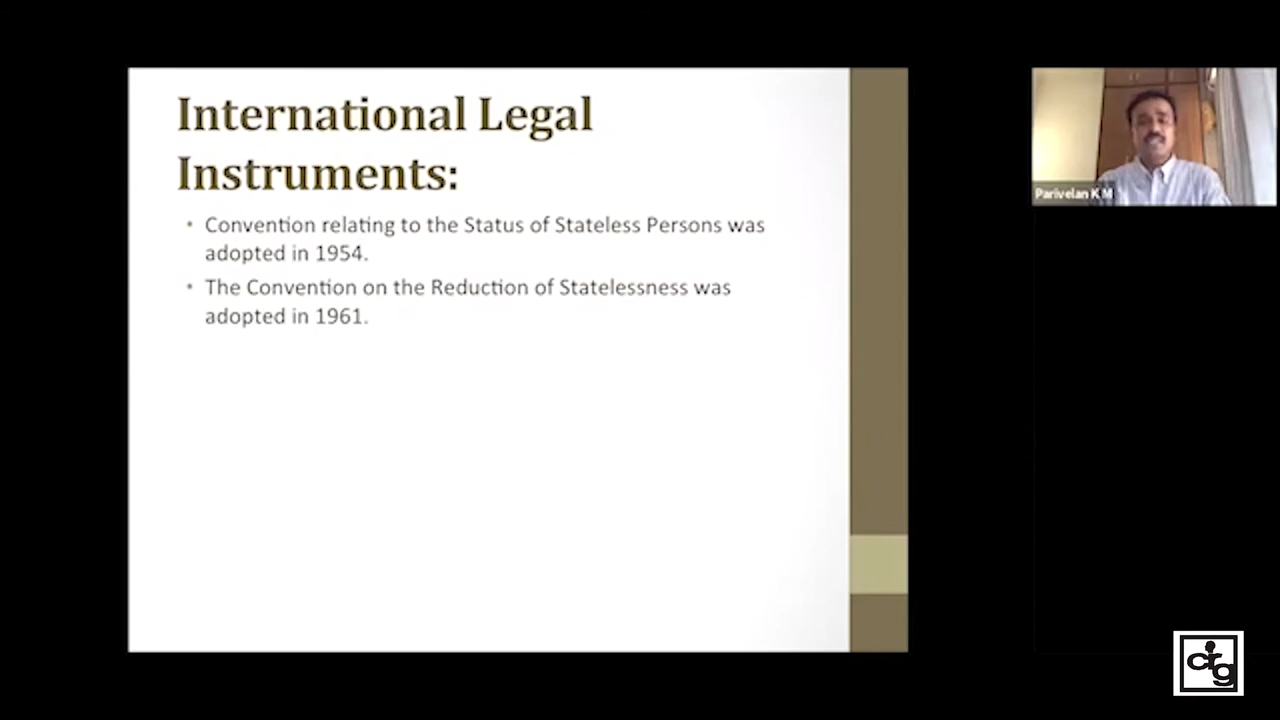 International Legal
Instruments:
• Convention relating to the Status of Stateless Persons was
adopted in 1954.
• The Convention on the Reduction of Statelessness was
adopted in 1961.
Parivelan K M
crg